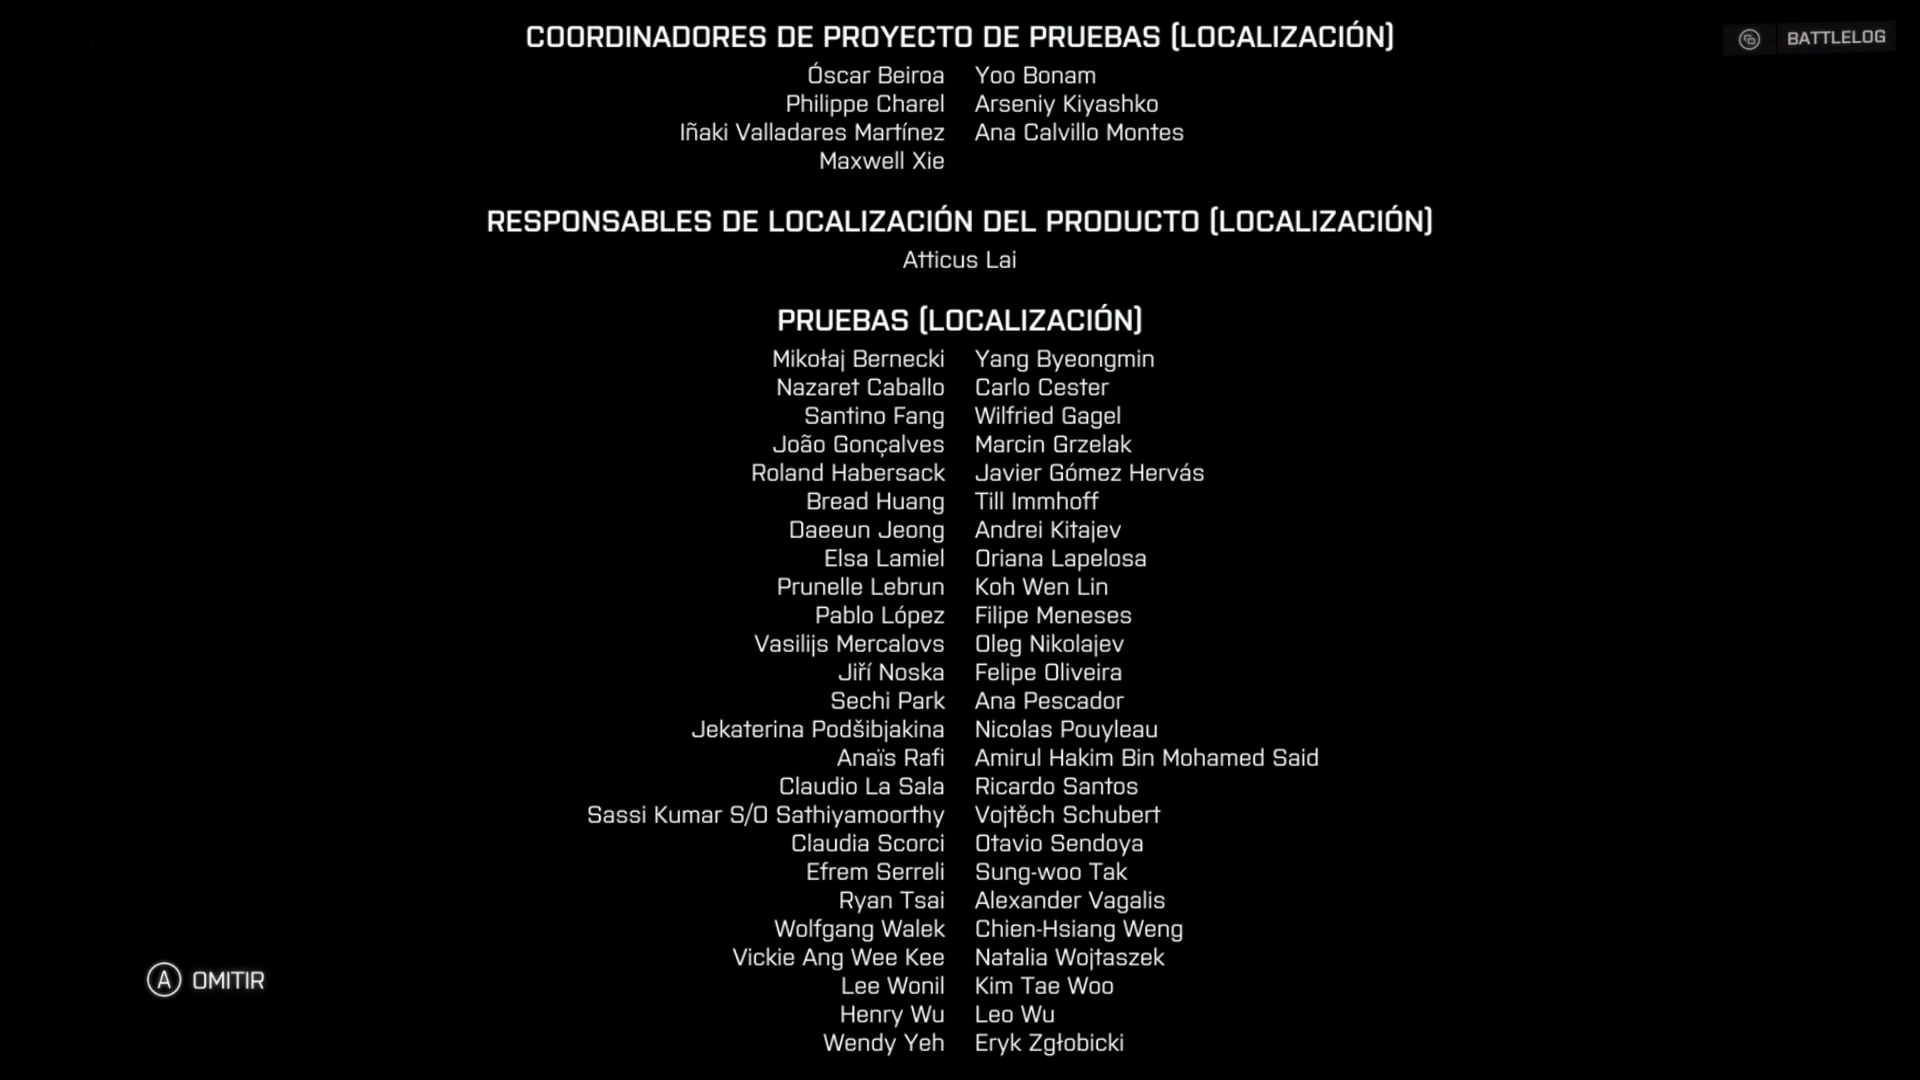 COORDINADORES DE PROYECTO DE PRUEBAS (LOCALIZACIÓN)
BATTLELOG
Óscar Beiroa Yoo Bonam
Philippe Charel Arseniy Kiyashko
Iñaki Valladares Martínez Ana Calvillo Montes
Maxwell Xie
RESPONSABLES DE LOCALIZACIÓN DEL PRODUCTO (LOCALIZACIÓN)
Atticus Lai
PRUEBAS (LOCALIZACIÓN)
Mikołaj Bernecki Yang Byeongmin
Nazaret Caballo Carlo Cester
Santino Fang Wilfried Gagel
João Gonçalves Marcin Grzelak
Roland Habersack Javier Gómez Hervás
Bread Huang Till Immhoff
Daeeun Jeong Andrei Kitajev
Elsa Lamiel Oriana Lapelosa
Prunelle Lebrun Koh Wen Lin
Pablo López Filipe Meneses
Vasilijs Mercalovs Oleg Nikolajev
Jiří Noska Felipe Oliveira
Sechi Park Ana Pescador
Jekaterina Podšibjakina Nicolas Pouyleau
Anaïs Rafi Amirul Hakim Bin Mohamed Said
Claudio La Sala Ricardo Santos
Sassi Kumar S/O Sathiyamoorthy Vojtěch Schubert
Claudia Scorci Otavio Sendoya
Efrem Serreli Sung-woo Tak
Ryan Tsai Alexander Vagalis
Wolfgang Walek Chien-Hsiang Weng
Vickie Ang Wee Kee Natalia Wojtaszek
Lee Wonil Kim Tae Woo
A OMITIR
Henry Wu Leo Wu
Wendy Yeh Eryk Zgłobicki